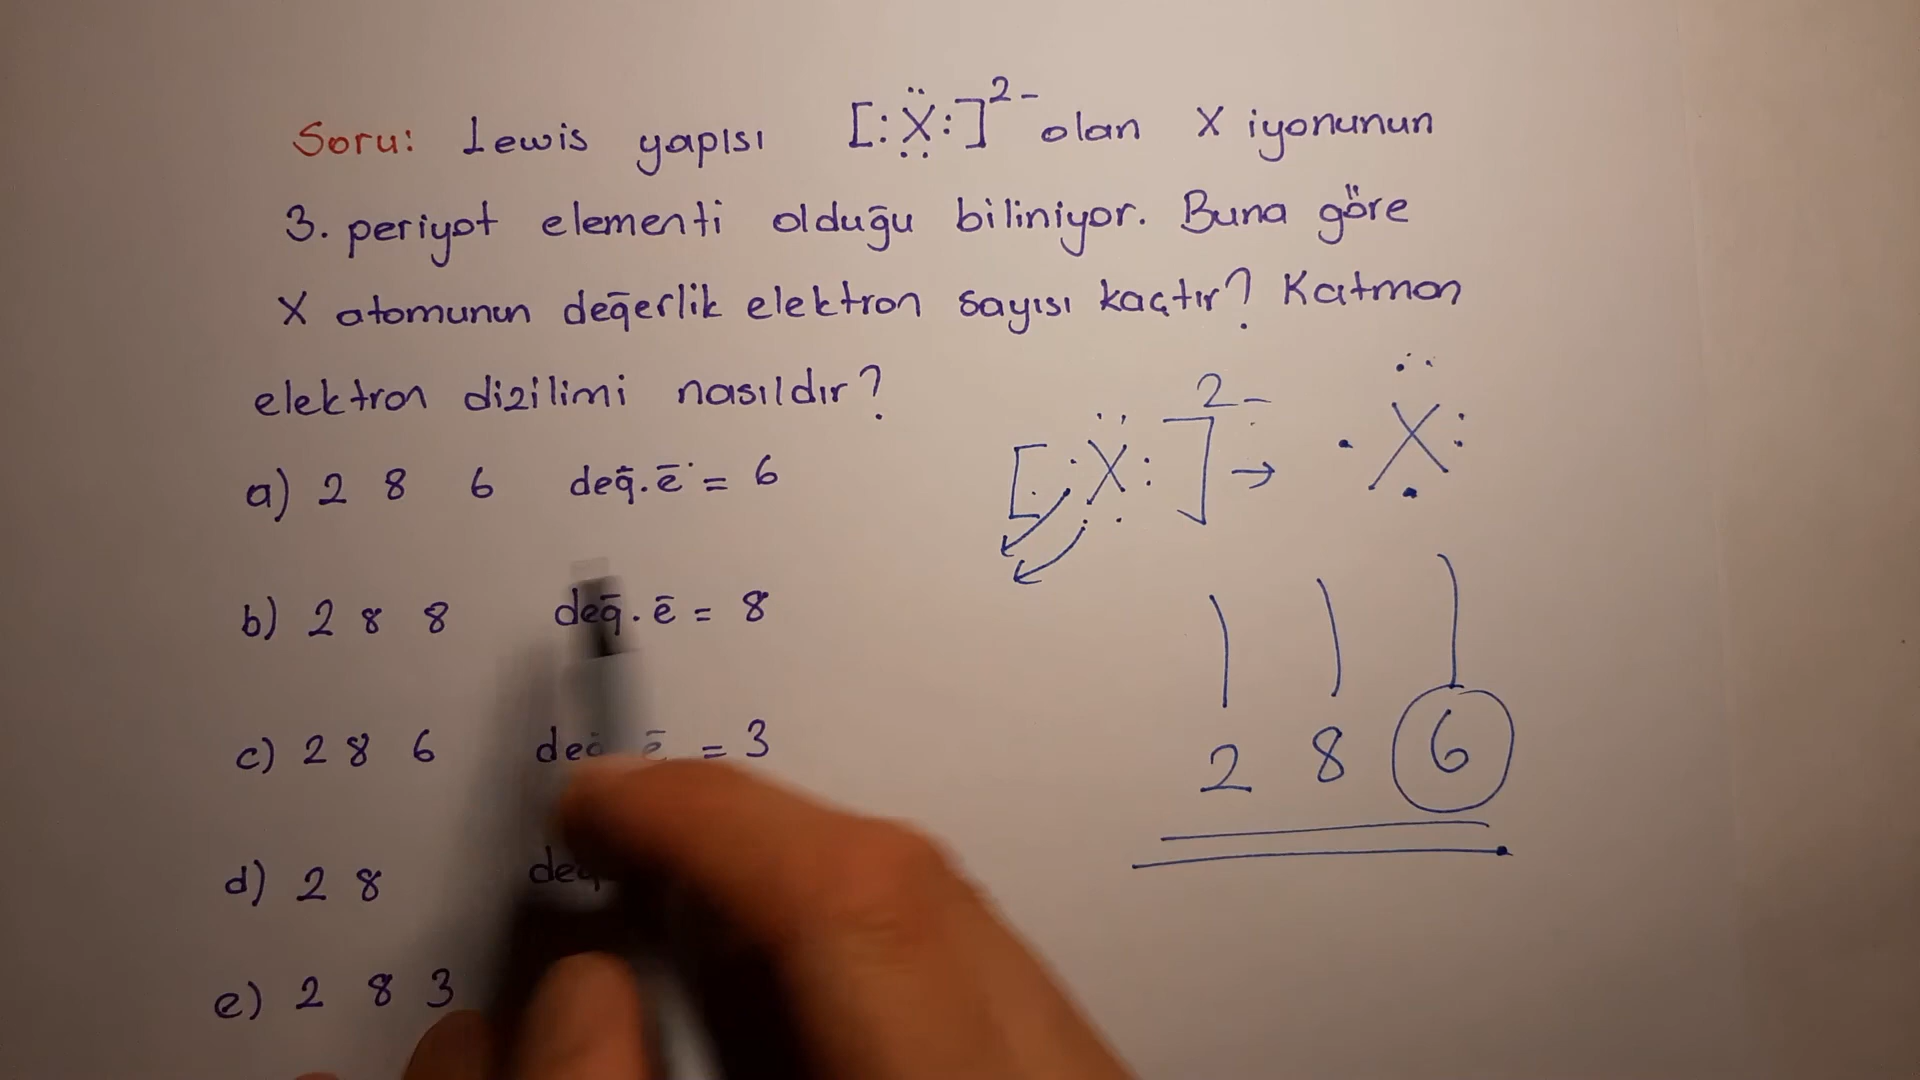 Soru: Lewis yapısı [:Ẍ:]²⁻ olan X iyonunun
3. periyot elementi olduğu biliniyor. Buna göre
X atomunun değerlik elektron sayısı kaçtır? Katman
elektron dizilimi nasıldır?
[:Ẍ:]²⁻ → ·Ẍ:
a) 2 8 6 değ. ē = 6
b) 2 8 8 değ. ē = 8
c) 2 8 6 ē = 3
d) 2 8
e) 2 8 3
2 8 6